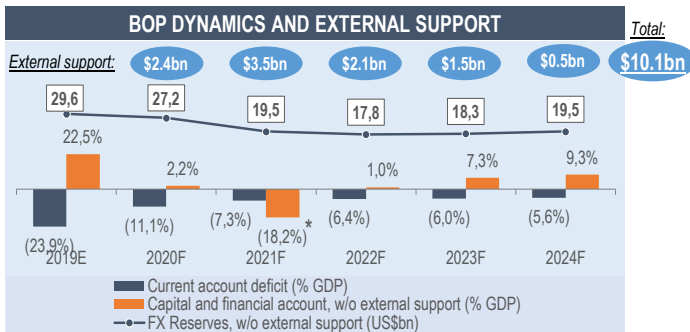 BOP DYNAMICS AND EXTERNAL SUPPORT
Total:
External support: $2.4bn $3.5bn $2.1bn $1.5bn $0.5bn $10.1bn
29,6 27,2 19,5 17,8 18,3 19,5
22,5% 2,2% 1,0% 7,3% 9,3%
(23,9%) (11,1%) (7,3%) (18,2%) * (6,4%) (6,0%) (5,6%)
2019E 2020F 2021F 2022F 2023F 2024F
Current account deficit (% GDP)
Capital and financial account, w/o external support (% GDP)
FX Reserves, w/o external support (US$bn)